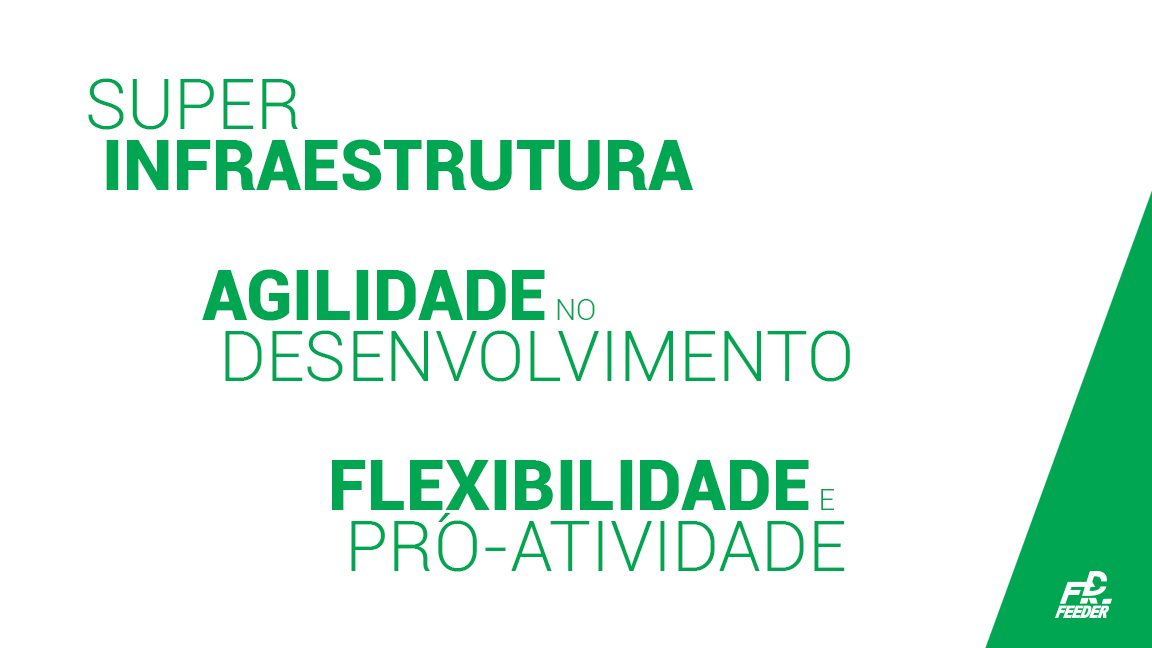 SUPER
INFRAESTRUTURA
AGILIDADE NO
DESENVOLVIMENTO
FLEXIBILIDADE E
PRÓ-ATIVIDADE
FEEDER